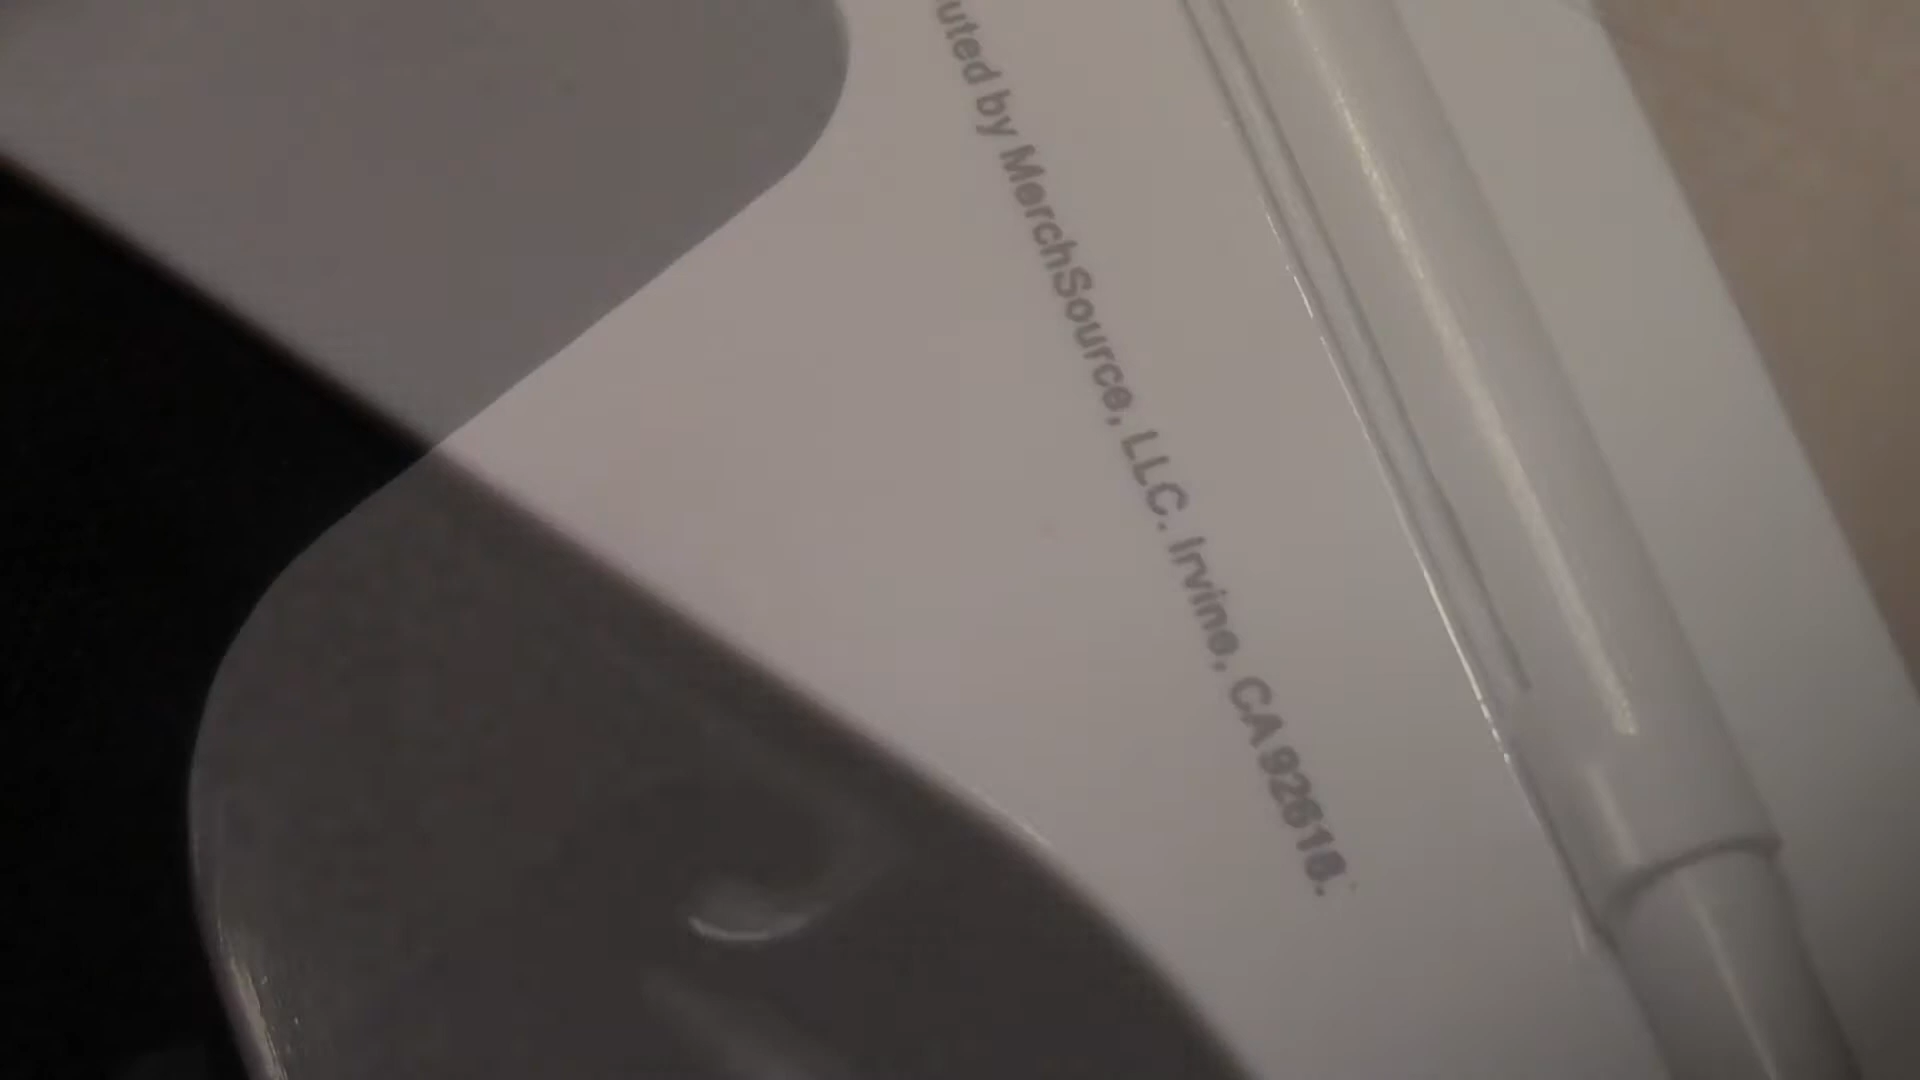 uted by MerchSource, LLC. Irvine, CA 92618.